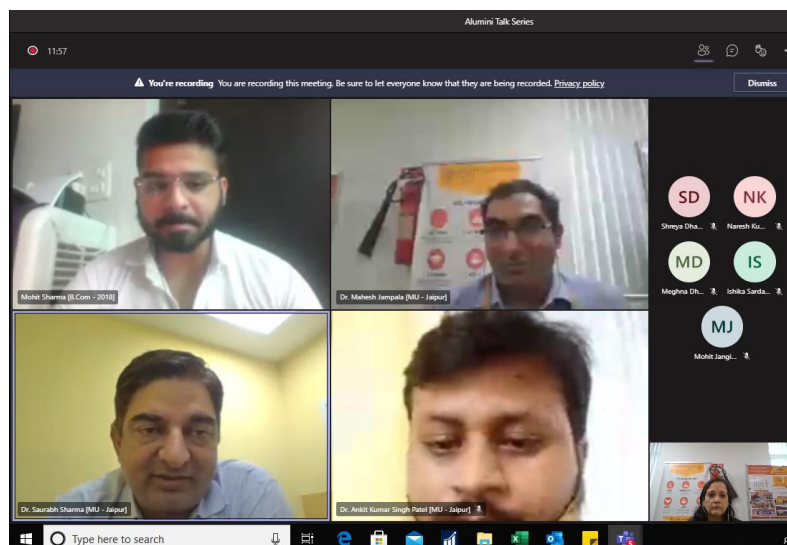 Alumini Talk Series
11:57
You're recording You are recording this meeting. Be sure to let everyone know that they are being recorded. Privacy policy
Dismiss
Mohit Sharma [B.Com - 2018]
Dr. Mahesh Jampala [MU - Jaipur]
SD
NK
Shreya Dha...
Naresh Ku...
MD
IS
Meghna Dh...
Ishika Sarda...
MJ
Mohit Jangi...
Dr. Saurabh Sharma [MU - Jaipur]
Dr. Ankit Kumar Singh Patel [MU - Jaipur]
Type here to search